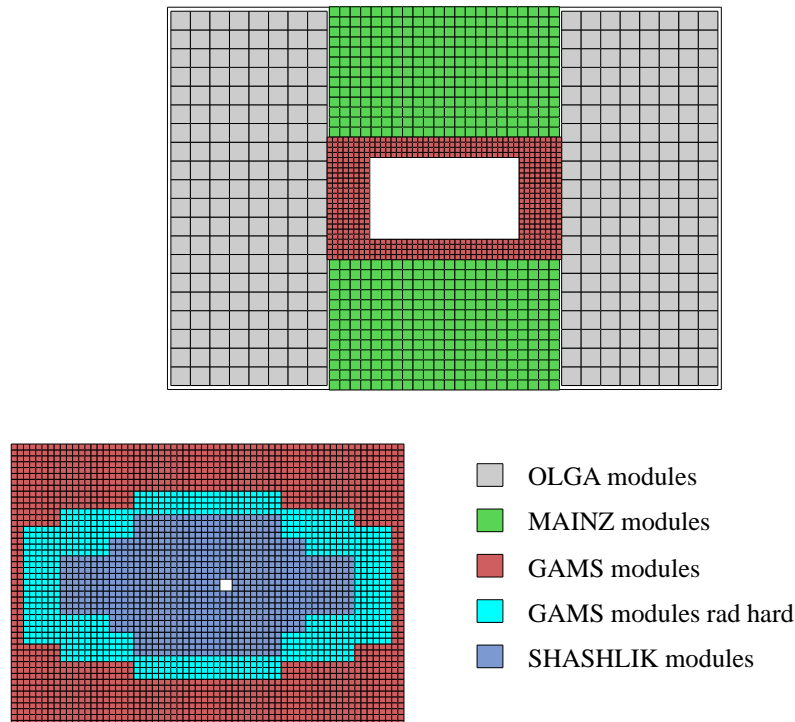 OLGA modules
MAINZ modules
GAMS modules
GAMS modules rad hard
SHASHLIK modules